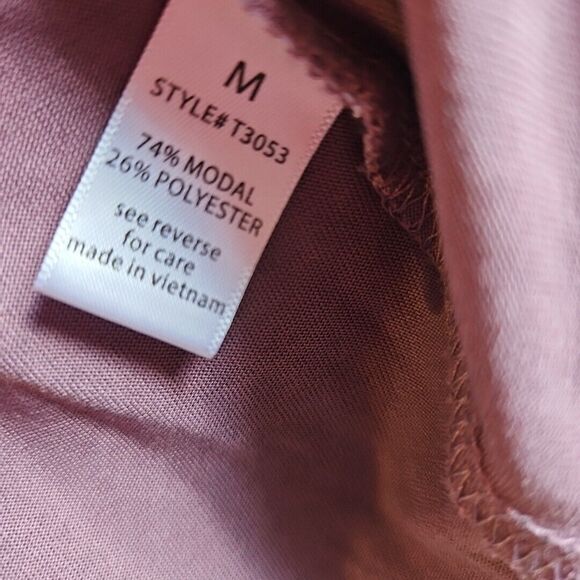 M
STYLE# T3053
74% MODAL
26% POLYESTER
see reverse
for care
made in vietnam